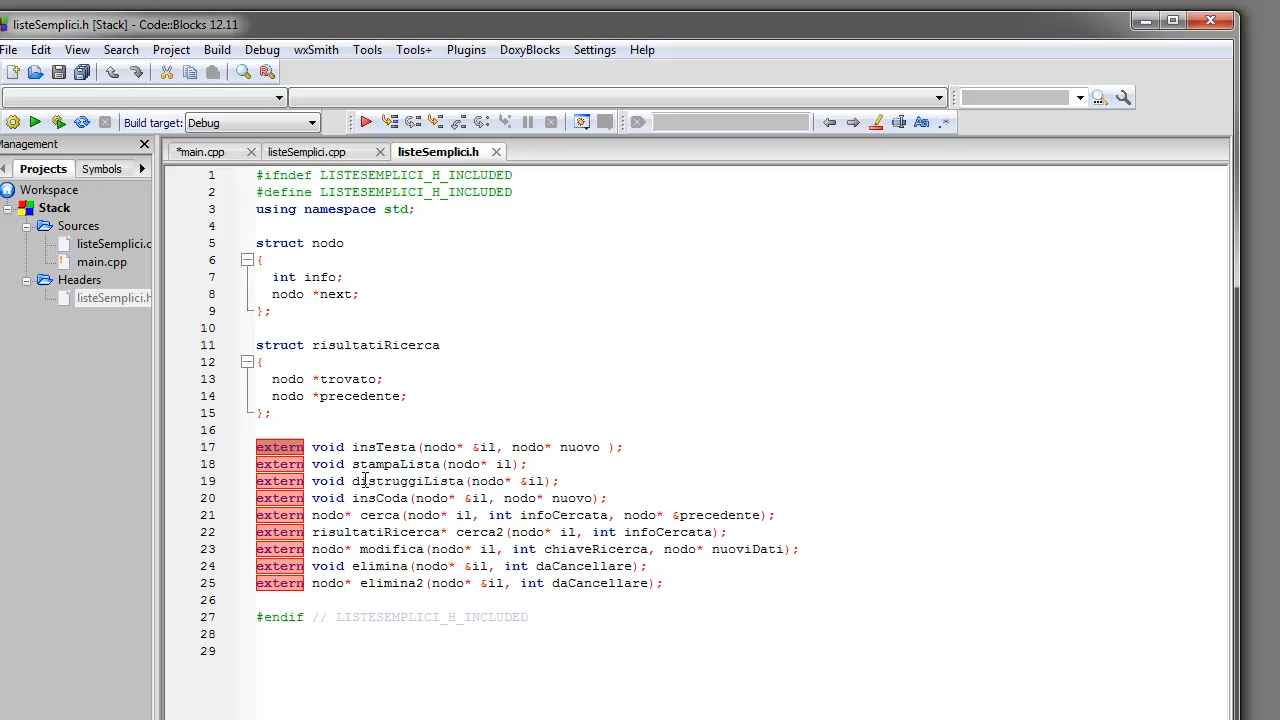 listeSemplici.h [Stack] - Code::Blocks 12.11
File Edit View Search Project Build Debug wxSmith Tools Tools+ Plugins DoxyBlocks Settings Help
Build target: Debug
Management
*main.cpp listeSemplici.cpp listeSemplici.h
Projects Symbols
Workspace
Stack
Sources
listeSemplici.c
main.cpp
Headers
listeSemplici.h
1 #ifndef LISTESEMPLICI_H_INCLUDED
2 #define LISTESEMPLICI_H_INCLUDED
3 using namespace std;
4
5 struct nodo
6 {
7 int info;
8 nodo *next;
9 };
10
11 struct risultatiRicerca
12 {
13 nodo *trovato;
14 nodo *precedente;
15 };
16
17 extern void insTesta(nodo* &il, nodo* nuovo );
18 extern void stampaLista(nodo* il);
19 extern void distruggiLista(nodo* &il);
20 extern void insCoda(nodo* &il, nodo* nuovo);
21 extern nodo* cerca(nodo* il, int infoCercata, nodo* &precedente);
22 extern risultatiRicerca* cerca2(nodo* il, int infoCercata);
23 extern nodo* modifica(nodo* il, int chiaveRicerca, nodo* nuoviDati);
24 extern void elimina(nodo* &il, int daCancellare);
25 extern nodo* elimina2(nodo* &il, int daCancellare);
26
27 #endif // LISTESEMPLICI_H_INCLUDED
28
29